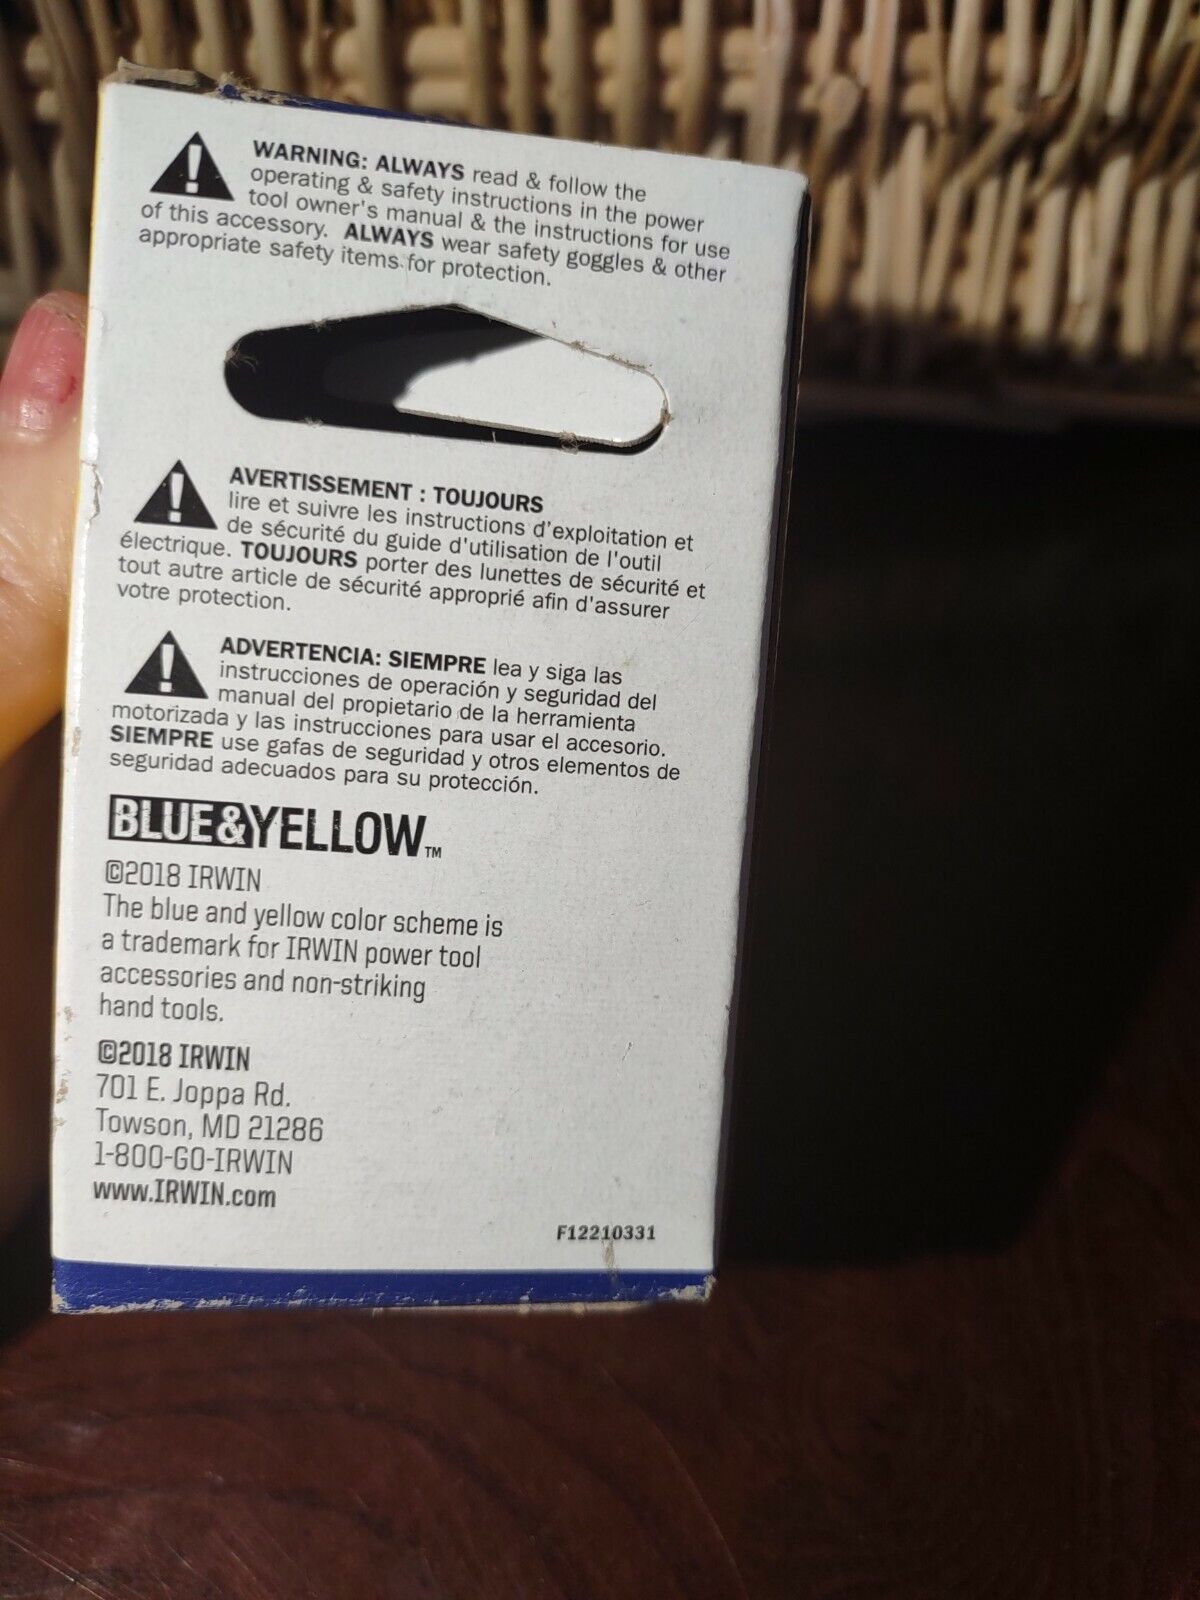 WARNING: ALWAYS read & follow the
operating & safety instructions in the power
tool owner's manual & the instructions for use
of this accessory. ALWAYS wear safety goggles & other
appropriate safety items for protection.
AVERTISSEMENT : TOUJOURS
lire et suivre les instructions d'exploitation et
de sécurité du guide d'utilisation de l'outil
électrique. TOUJOURS porter des lunettes de sécurité et
tout autre article de sécurité approprié afin d'assurer
votre protection.
ADVERTENCIA: SIEMPRE lea y siga las
instrucciones de operación y seguridad del
manual del propietario de la herramienta
motorizada y las instrucciones para usar el accesorio.
SIEMPRE use gafas de seguridad y otros elementos de
seguridad adecuados para su protección.
BLUE&YELLOW™
©2018 IRWIN
The blue and yellow color scheme is
a trademark for IRWIN power tool
accessories and non-striking
hand tools.
©2018 IRWIN
701 E. Joppa Rd.
Towson, MD 21286
1-800-GO-IRWIN
www.IRWIN.com
F12210331